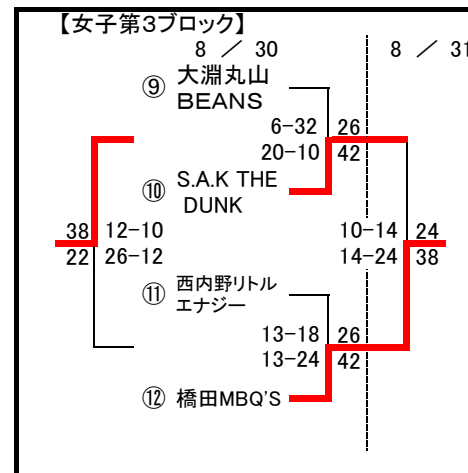 【女子第3ブロック】
8 ／ 30
8 ／ 31
⑨ 大淵丸山
BEANS
6-32 26
20-10 42
⑩ S.A.K THE
DUNK
38 12-10
22 26-12
10-14 24
14-24 38
⑪ 西内野リトル
エナジー
13-18 26
13-24 42
⑫ 橋田MBQ'S